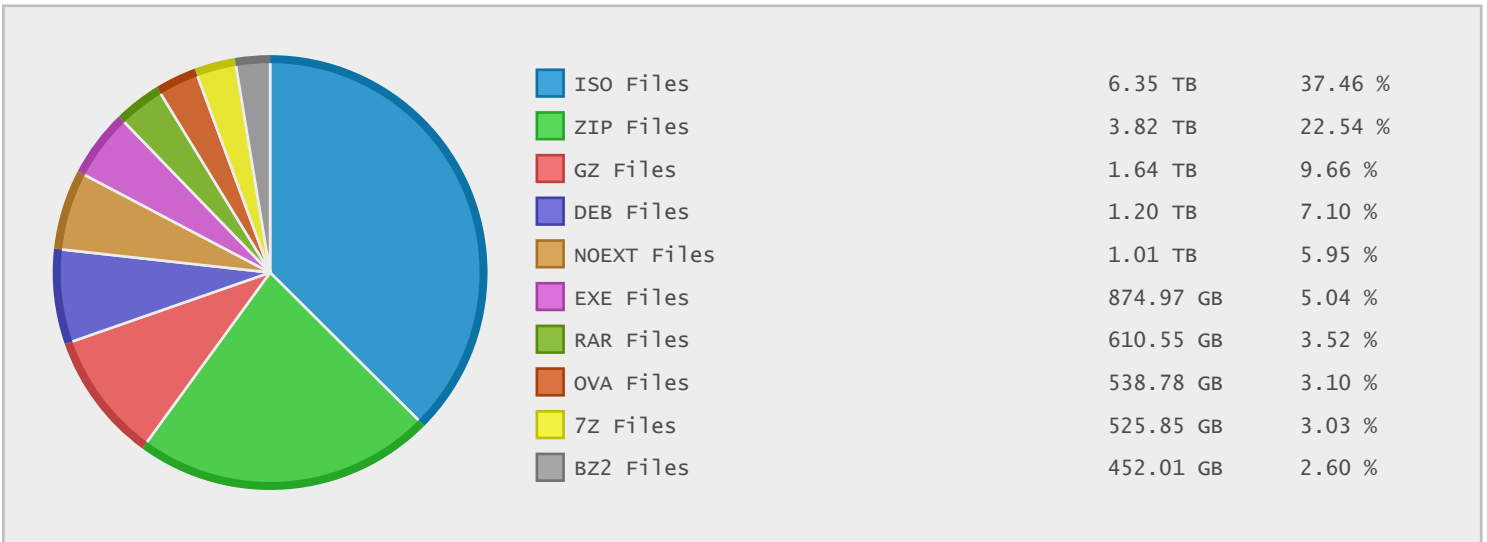 ISO Files 6.35 TB 37.46 %
ZIP Files 3.82 TB 22.54 %
GZ Files 1.64 TB 9.66 %
DEB Files 1.20 TB 7.10 %
NOEXT Files 1.01 TB 5.95 %
EXE Files 874.97 GB 5.04 %
RAR Files 610.55 GB 3.52 %
OVA Files 538.78 GB 3.10 %
7Z Files 525.85 GB 3.03 %
BZ2 Files 452.01 GB 2.60 %